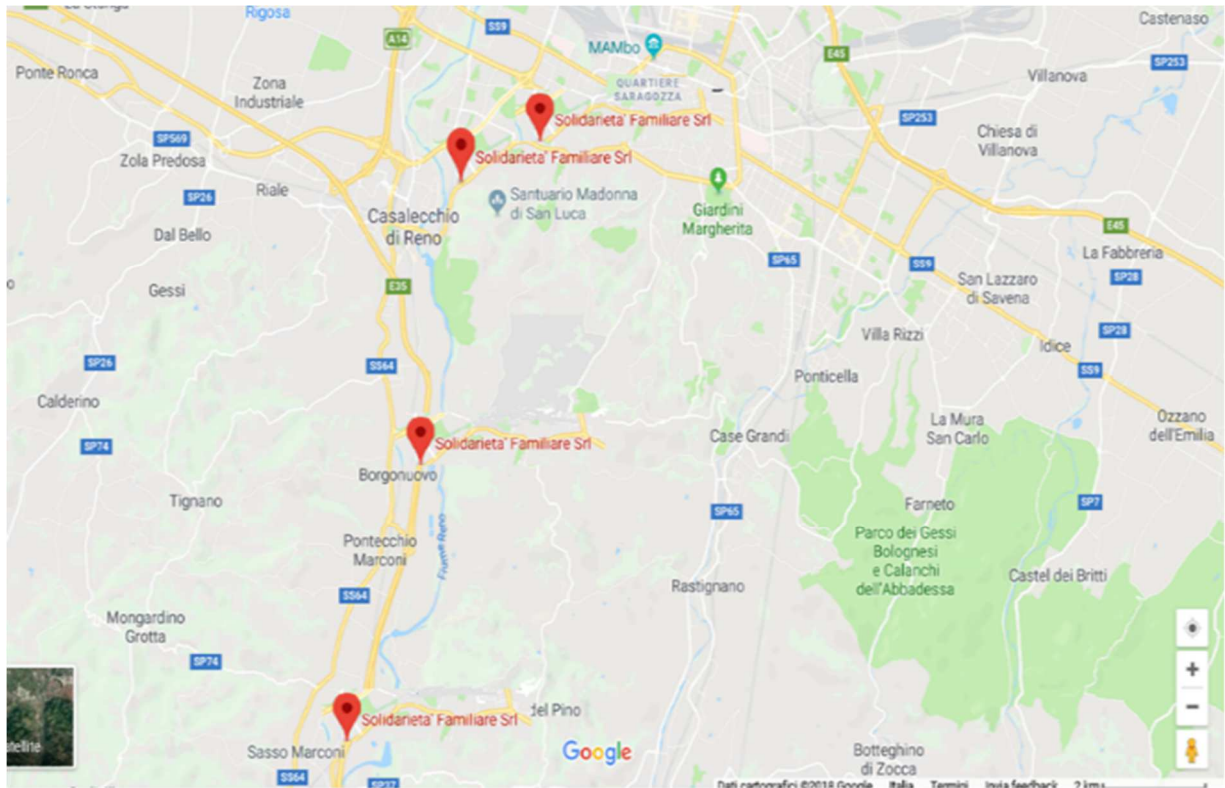 Rigosa
SS9
Castenaso
A14
MAMbo
E45
SP253
Ponte Ronca
Zona
Industriale
QUARTIERE
SARAGOZZA
Villanova
Solidarieta' Familiare Srl
SP253
SP569
Chiesa di
Villanova
Zola Predosa
Solidarieta' Familiare Srl
Riale
SP26
Santuario Madonna
di San Luca
Casalecchio
di Reno
Giardini
Margherita
Dal Bello
E45
La Fabbreria
SP65
SS9
SP28
San Lazzaro
di Savena
Gessi
E35
SP28
Villa Rizzi
Idice
SP26
SS64
SS9
Ponticella
Calderino
La Mura
San Carlo
Ozzano
dell'Emilia
SP74
Solidarieta' Familiare Srl
Case Grandi
Borgonuovo
Tignano
SP65
Farneto
SP7
Parco dei Gessi
Bolognesi
e Calanchi
dell'Abbadessa
Pontecchio
Marconi
Fiume Reno
Castel dei Britti
Rastignano
SS64
Mongardino
Grotta
SP74
Solidarieta' Familiare Srl
del Pino
Sasso Marconi
Google
Botteghino
di Zocca
SS64
SP37
Dati cartografici ©2018 Google Italia Termini Invia feedback 2 km